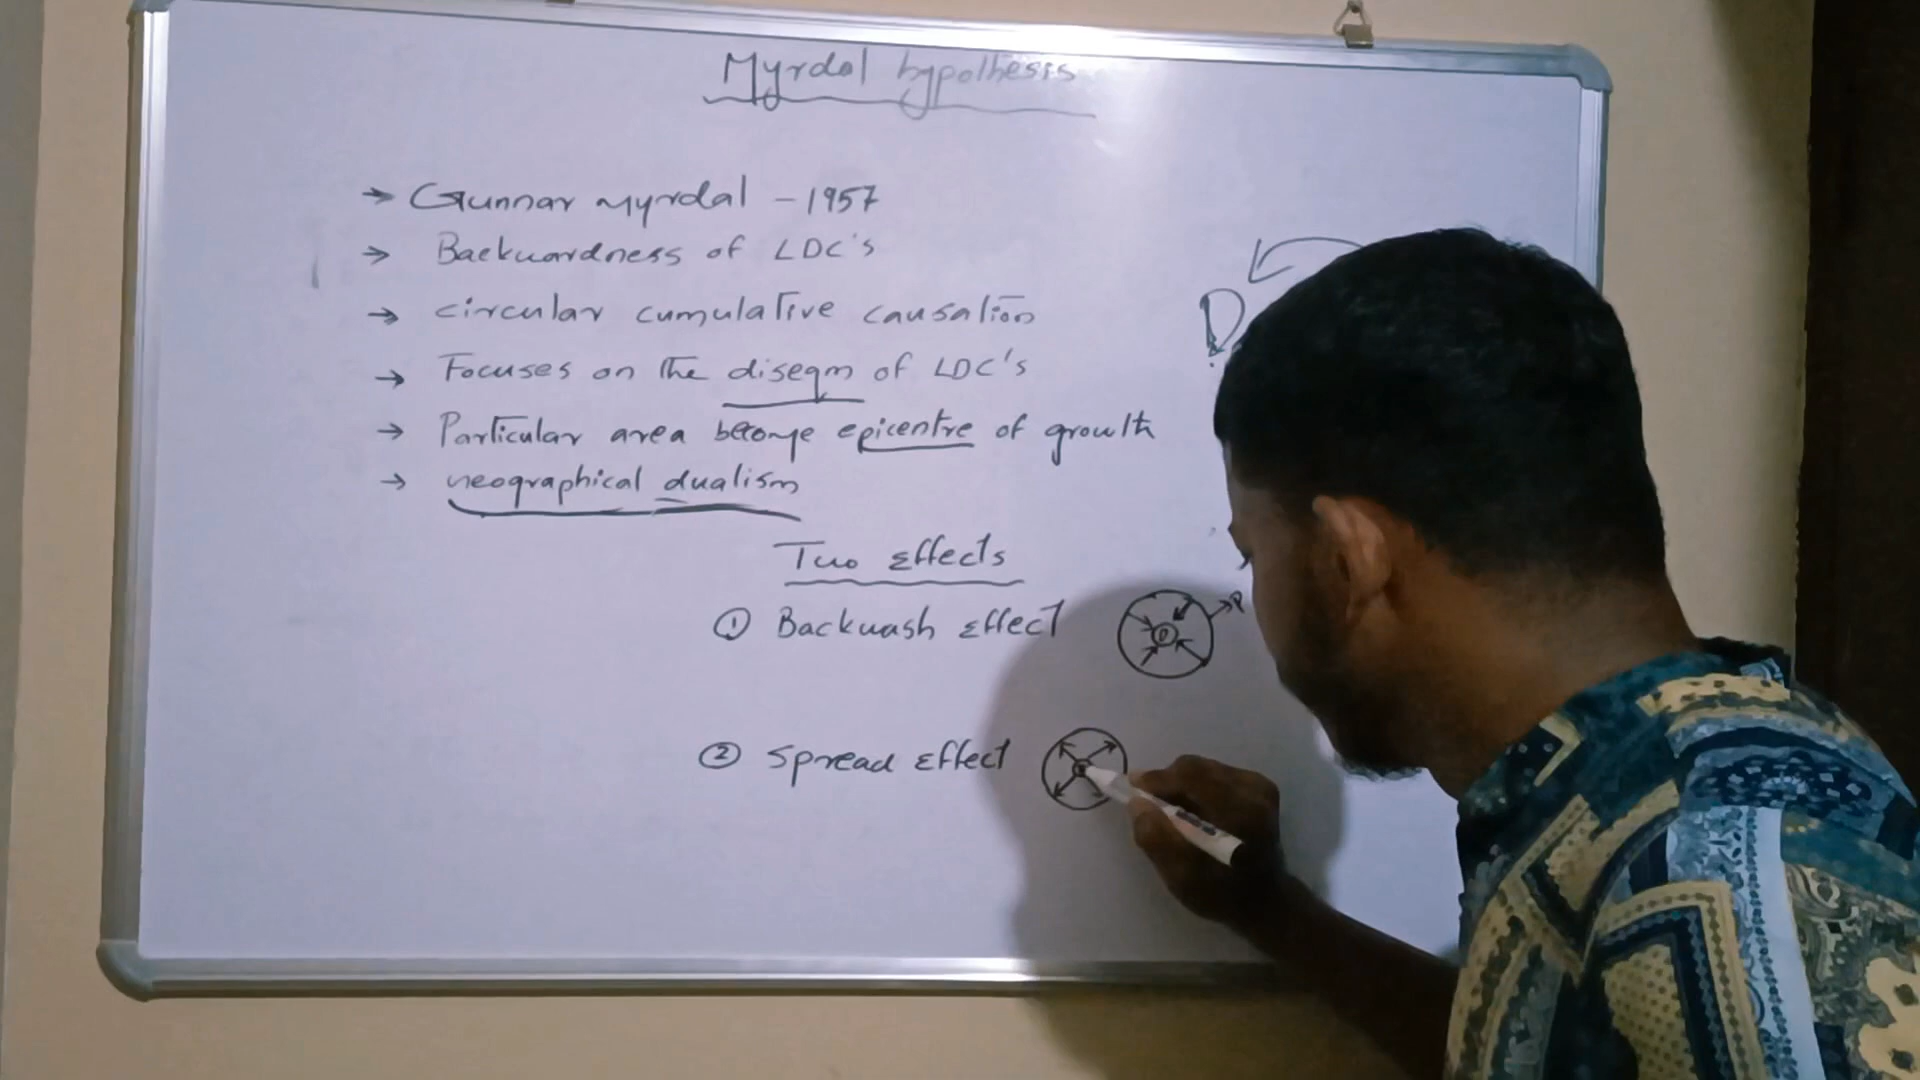 Myrdal hypothesis
→ Gunnar Myrdal - 1957
→ Backwardness of LDC's
→ circular cumulative causation
→ Focuses on the diseqm of LDC's
→ Particular area become epicentre of growth
→ neographical dualism
Two Effects
① Backwash Effect
② Spread Effect
D
P